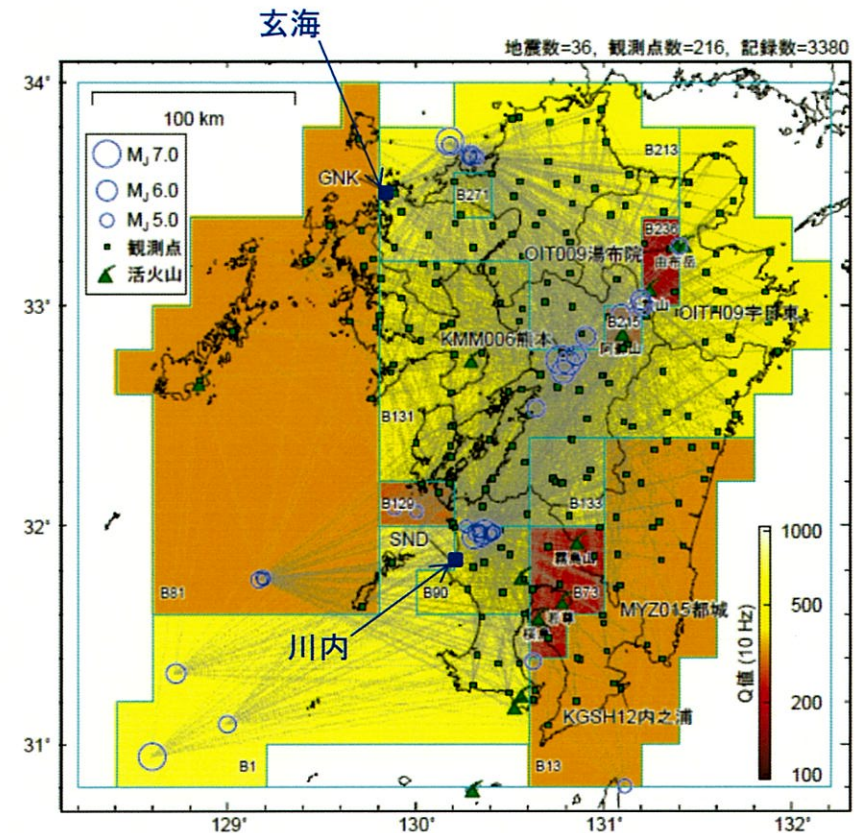 玄海
地震数=36, 観測点数=216, 記録数=3380
34°
100 km
MJ 7.0
MJ 6.0
MJ 5.0
観測点
活火山
GNK
B213
B271
OIT009湯布院
由布岳
33°
OITH09宇目東
KMM006熊本
阿蘇山
B131
B129
B133
32°
SND
霧島山
B81
B90
B73
若尊
桜島
MYZ015都城
川内
KGSH12内之浦
31°
B1
B13
129°
130°
131°
132°
1000
500
200
100
Q値 (10 Hz)